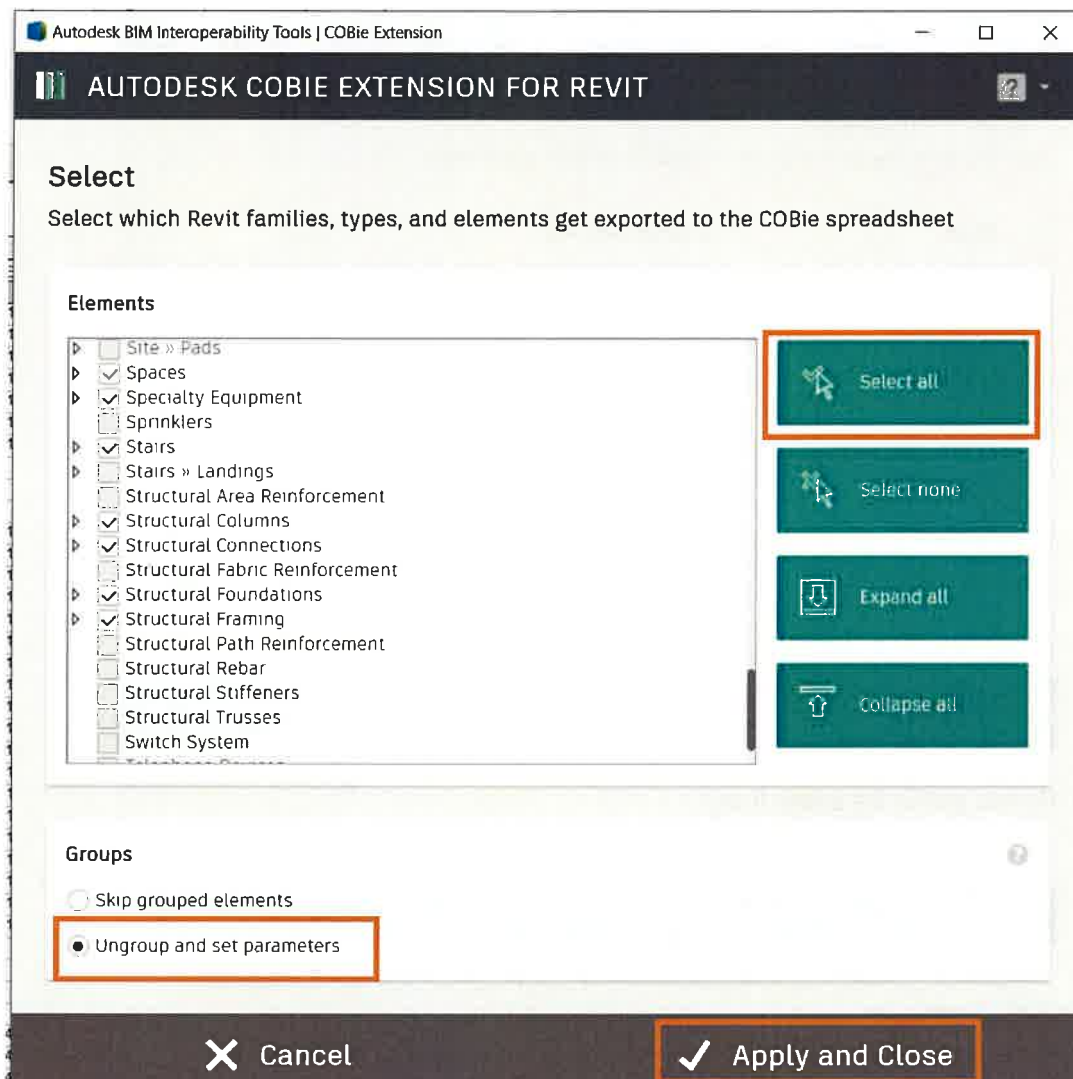 Autodesk BIM Interoperability Tools | COBie Extension
AUTODESK COBIE EXTENSION FOR REVIT
Select
Select which Revit families, types, and elements get exported to the COBie spreadsheet
Elements
Site » Pads
Spaces
Specialty Equipment
Sprinklers
Stairs
Stairs » Landings
Structural Area Reinforcement
Structural Columns
Structural Connections
Structural Fabric Reinforcement
Structural Foundations
Structural Framing
Structural Path Reinforcement
Structural Rebar
Structural Stiffeners
Structural Trusses
Switch System
Select all
Select none
Expand all
Collapse all
Groups
Skip grouped elements
Ungroup and set parameters
Cancel
Apply and Close